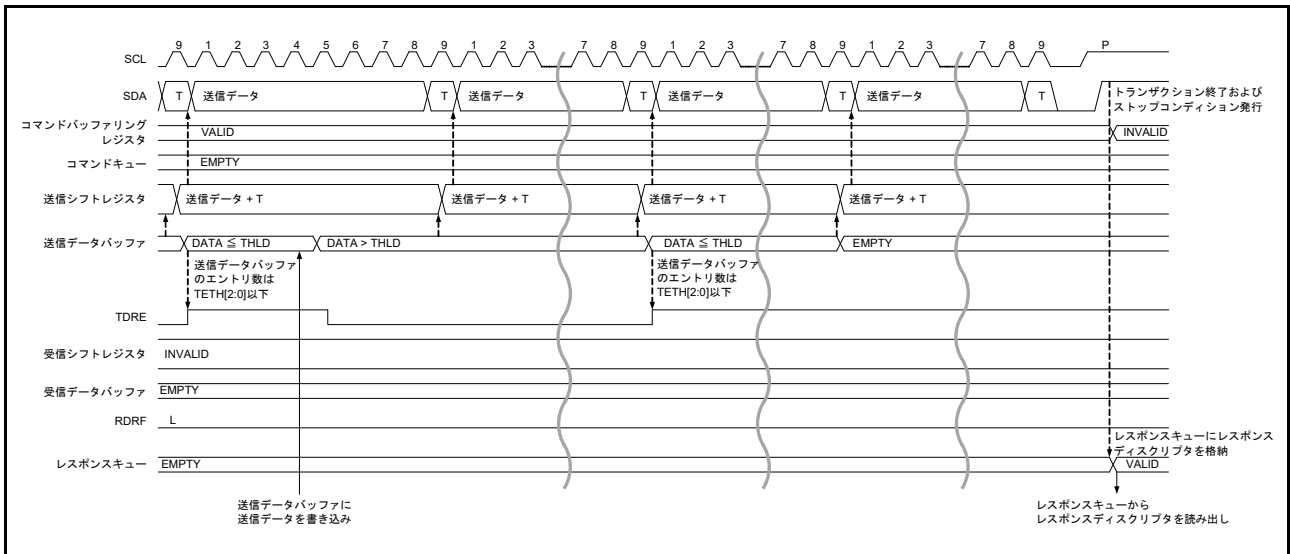 9 1 2 3 4 5 6 7 8 9 1 2 3 7 8 9 1 2 3 7 8 9 1 2 3 7 8 9 P
SCL
SDA T 送信データ T 送信データ T 送信データ T 送信データ T
トランザクション終了および
ストップコンディション発行
コマンドバッファリング
レジスタ
VALID INVALID
コマンドキュー EMPTY
送信シフトレジスタ 送信データ + T 送信データ + T 送信データ + T 送信データ + T
送信データバッファ DATA ≦ THLD DATA > THLD DATA ≦ THLD EMPTY
送信データバッファ
のエントリ数は
TETH[2:0]以下
送信データバッファ
のエントリ数は
TETH[2:0]以下
TDRE
受信シフトレジスタ INVALID
受信データバッファ EMPTY
RDRF L
レスポンスキューにレスポンス
ディスクリプタを格納
レスポンスキュー EMPTY VALID
送信データバッファに
送信データを書き込み
レスポンスキューから
レスポンスディスクリプタを読み出し